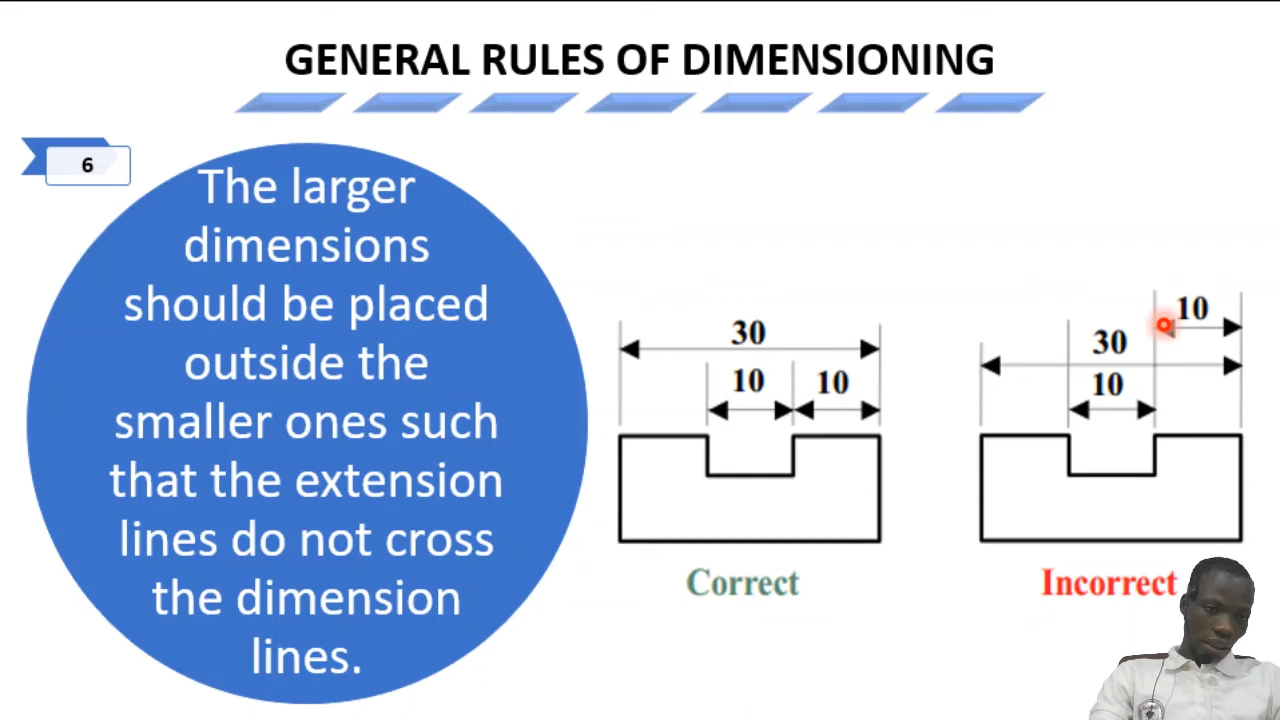 GENERAL RULES OF DIMENSIONING
6
The larger
dimensions
should be placed
outside the
smaller ones such
that the extension
lines do not cross
the dimension
lines.
30
10 10
Correct
10
30
10
Incorrect